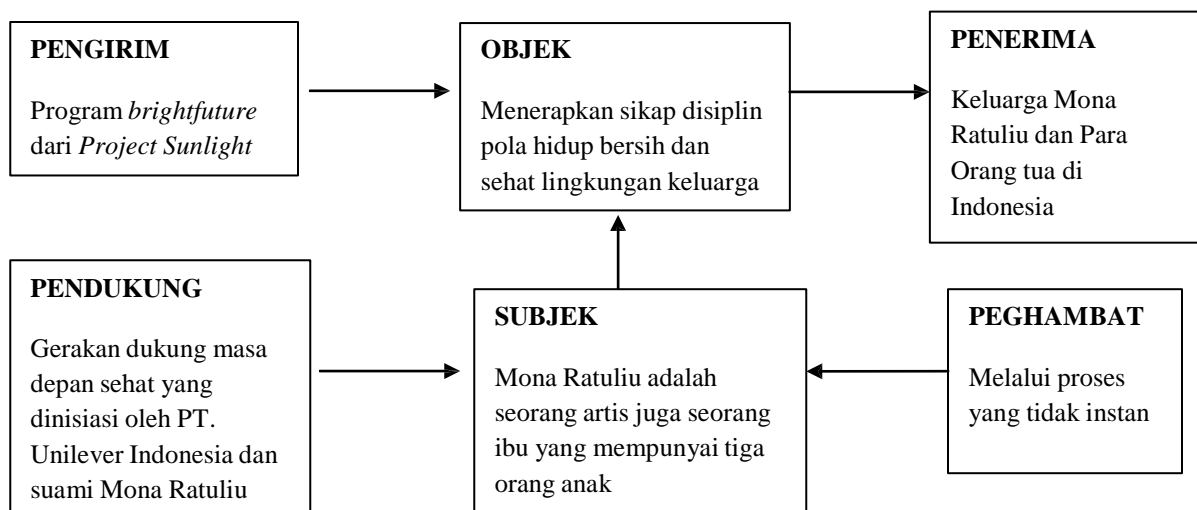 PENGIRIM
Program brightfuture
dari Project Sunlight
OBJEK
Menerapkan sikap disiplin
pola hidup bersih dan
sehat lingkungan keluarga
PENERIMA
Keluarga Mona
Ratuliu dan Para
Orang tua di
Indonesia
PENDUKUNG
Gerakan dukung masa
depan sehat yang
dinisiasi oleh PT.
Unilever Indonesia dan
suami Mona Ratuliu
SUBJEK
Mona Ratuliu adalah
seorang artis juga seorang
ibu yang mempunyai tiga
orang anak
PEGHAMBAT
Melalui proses
yang tidak instan